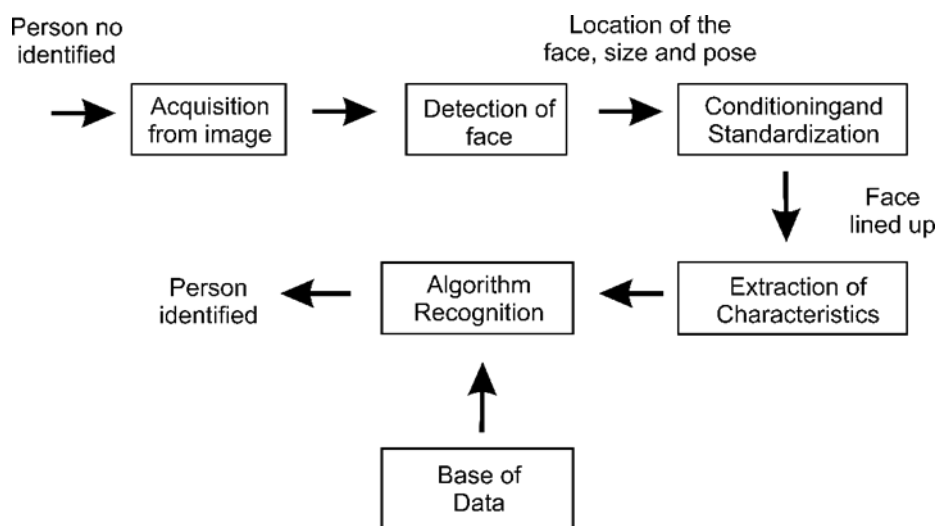 Person no
identified
Acquisition
from image
Detection of
face
Location of the
face, size and pose
Conditioningand
Standardization
Face
lined up
Extraction of
Characteristics
Algorithm
Recognition
Person
identified
Base of
Data